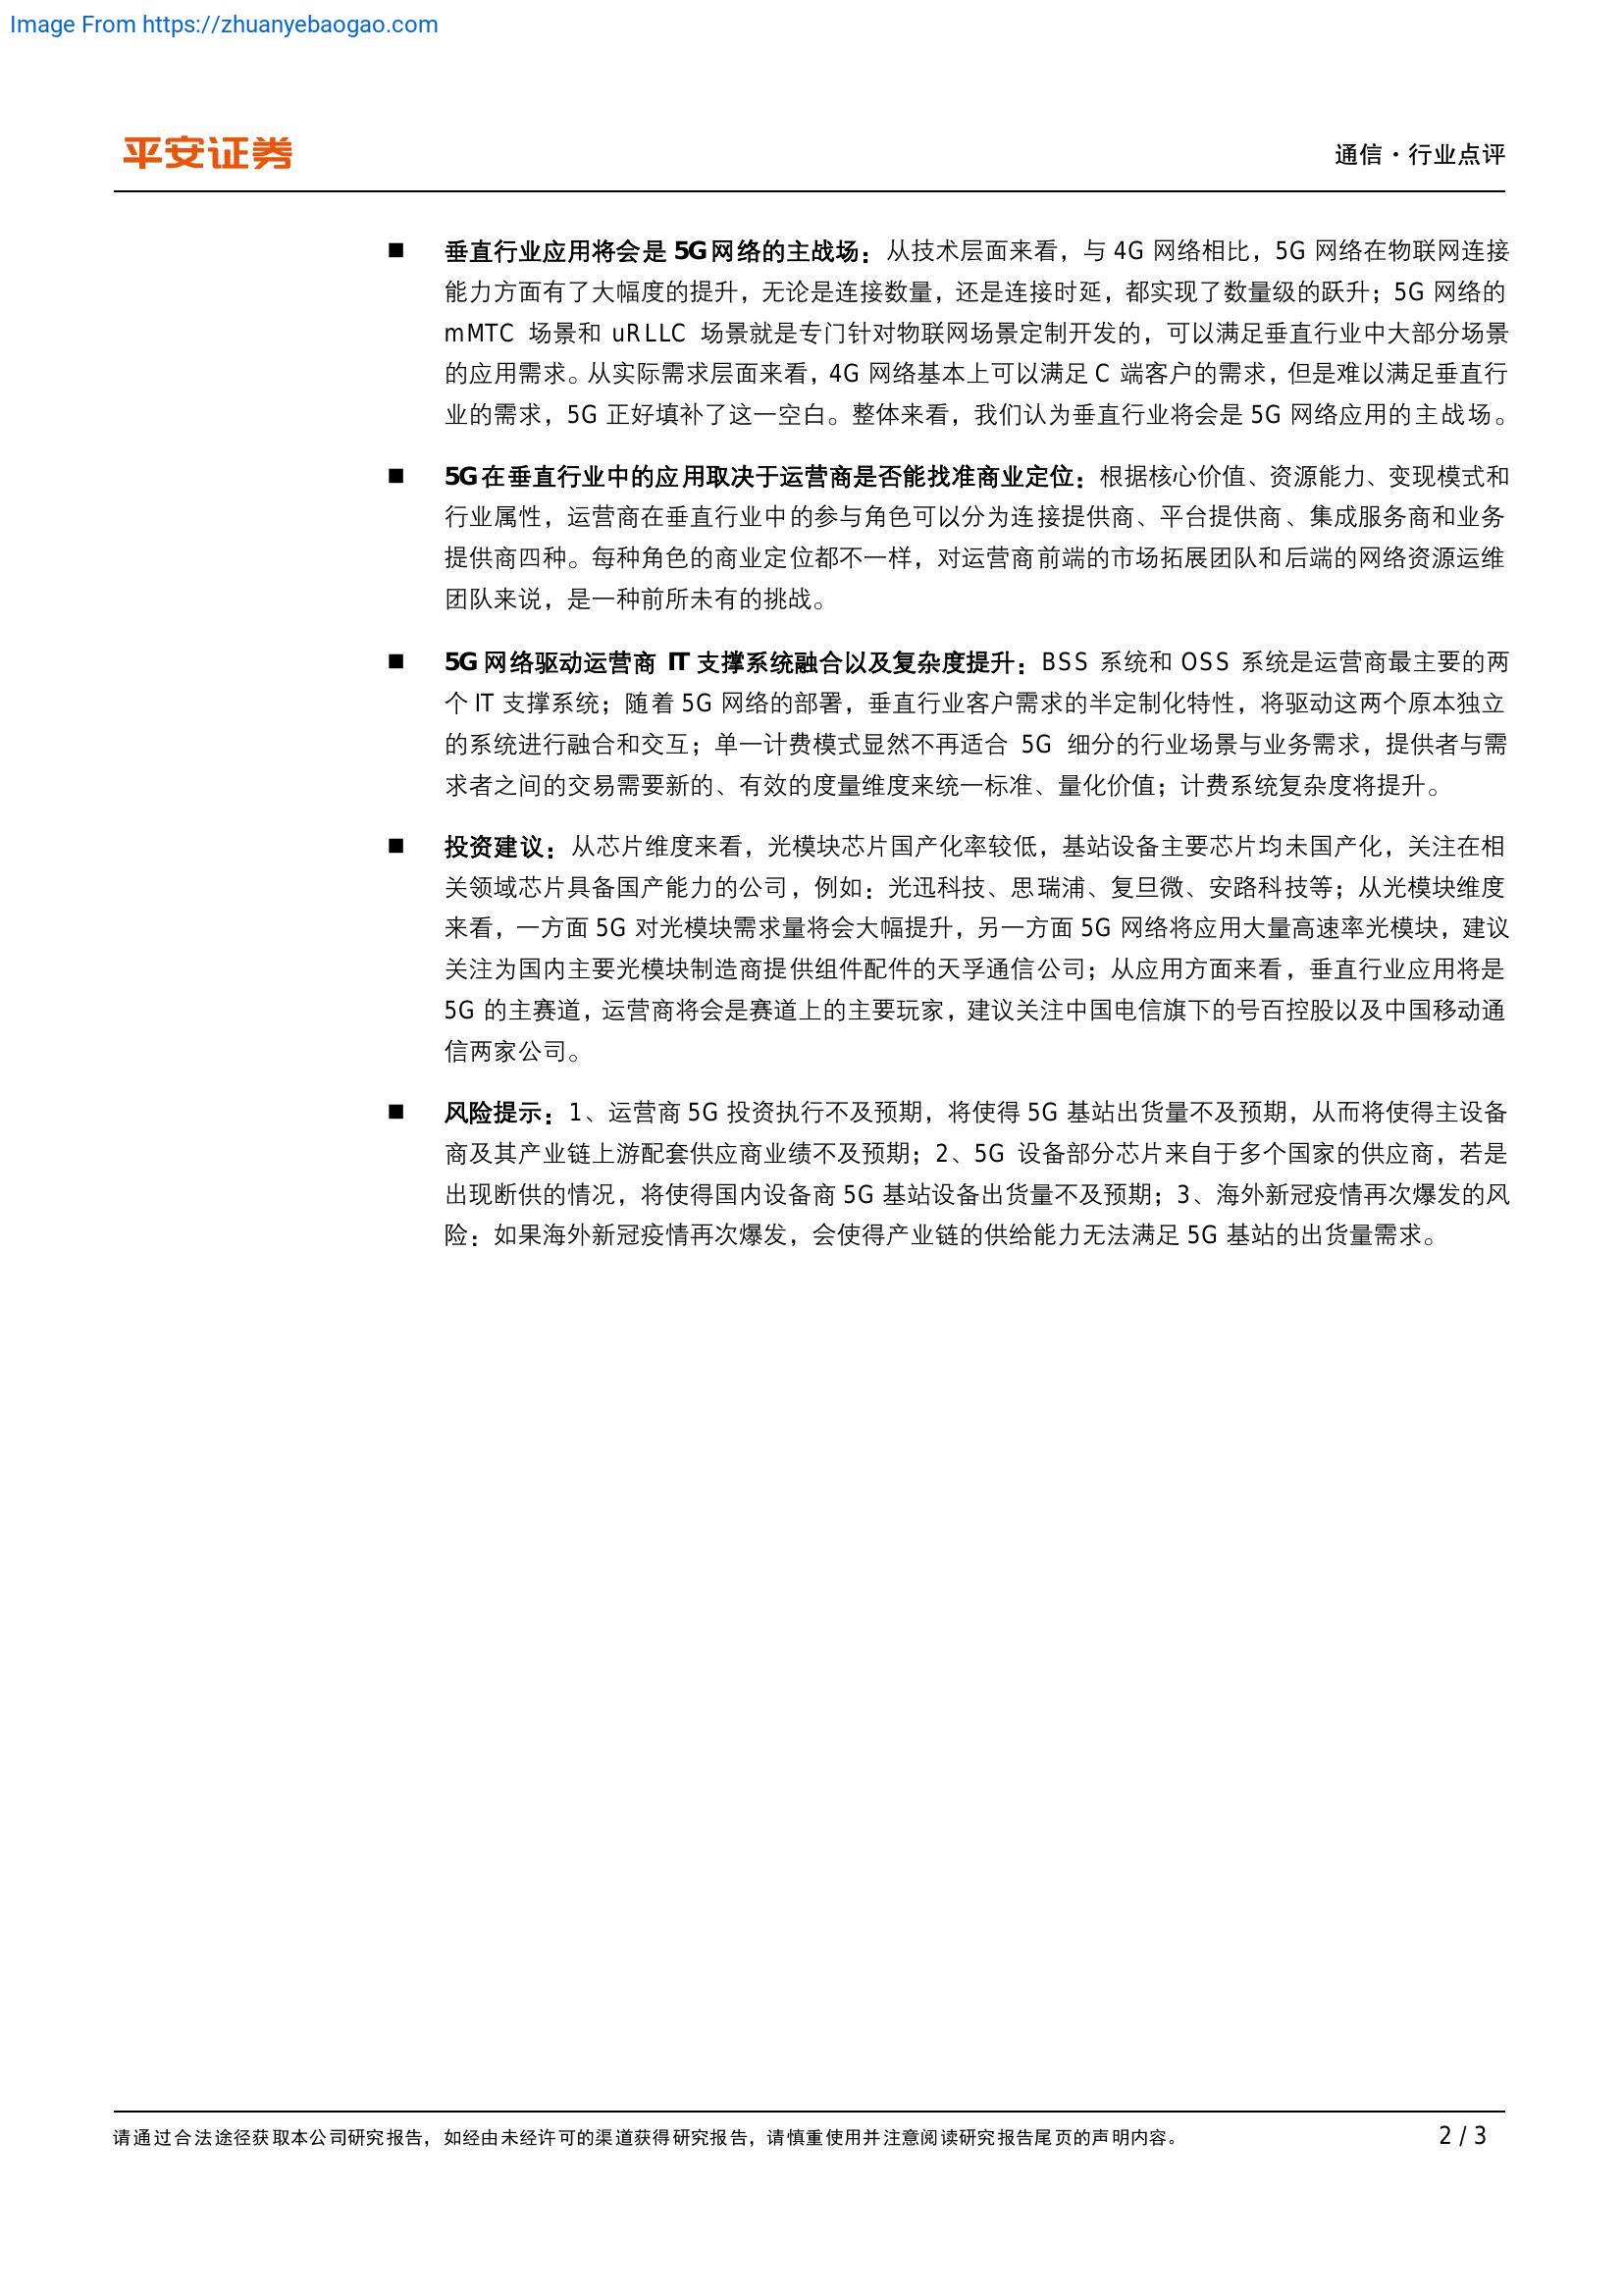 Image From https://zhuanyebaogao.com
平安证券
通信·行业点评
■ 垂直行业应用将会是 5G 网络的主战场：从技术层面来看，与 4G 网络相比，5G 网络在物联网连接
能力方面有了大幅度的提升，无论是连接数量，还是连接时延，都实现了数量级的跃升；5G 网络的
mMTC 场景和 uRLLC 场景就是专门针对物联网场景定制开发的，可以满足垂直行业中大部分场景
的应用需求。从实际需求层面来看，4G 网络基本上可以满足 C 端客户的需求，但是难以满足垂直行
业的需求，5G 正好填补了这一空白。整体来看，我们认为垂直行业将会是 5G 网络应用的主战场。
■ 5G 在垂直行业中的应用取决于运营商是否能找准商业定位：根据核心价值、资源能力、变现模式和
行业属性，运营商在垂直行业中的参与角色可以分为连接提供商、平台提供商、集成服务商和业务
提供商四种。每种角色的商业定位都不一样，对运营商前端的市场拓展团队和后端的网络资源运维
团队来说，是一种前所未有的挑战。
■ 5G 网络驱动运营商 IT 支撑系统融合以及复杂度提升：BSS 系统和 OSS 系统是运营商最主要的两
个 IT 支撑系统；随着 5G 网络的部署，垂直行业客户需求的半定制化特性，将驱动这两个原本独立
的系统进行融合和交互；单一计费模式显然不再适合 5G 细分的行业场景与业务需求，提供者与需
求者之间的交易需要新的、有效的度量维度来统一标准、量化价值；计费系统复杂度将提升。
■ 投资建议：从芯片维度来看，光模块芯片国产化率较低，基站设备主要芯片均未国产化，关注在相
关领域芯片具备国产能力的公司，例如：光迅科技、思瑞浦、复旦微、安路科技等；从光模块维度
来看，一方面 5G 对光模块需求量将会大幅提升，另一方面 5G 网络将应用大量高速率光模块，建议
关注为国内主要光模块制造商提供组件配件的天孚通信公司；从应用方面来看，垂直行业应用将是
5G 的主赛道，运营商将会是赛道上的主要玩家，建议关注中国电信旗下的号百控股以及中国移动通
信两家公司。
■ 风险提示：1、运营商 5G 投资执行不及预期，将使得 5G 基站出货量不及预期，从而将使得主设备
商及其产业链上游配套供应商业绩不及预期；2、5G 设备部分芯片来自于多个国家的供应商，若是
出现断供的情况，将使得国内设备商 5G 基站设备出货量不及预期；3、海外新冠疫情再次爆发的风
险：如果海外新冠疫情再次爆发，会使得产业链的供给能力无法满足 5G 基站的出货量需求。
请通过合法途径获取本公司研究报告，如经由未经许可的渠道获得研究报告，请慎重使用并注意阅读研究报告尾页的声明内容。
2 / 3